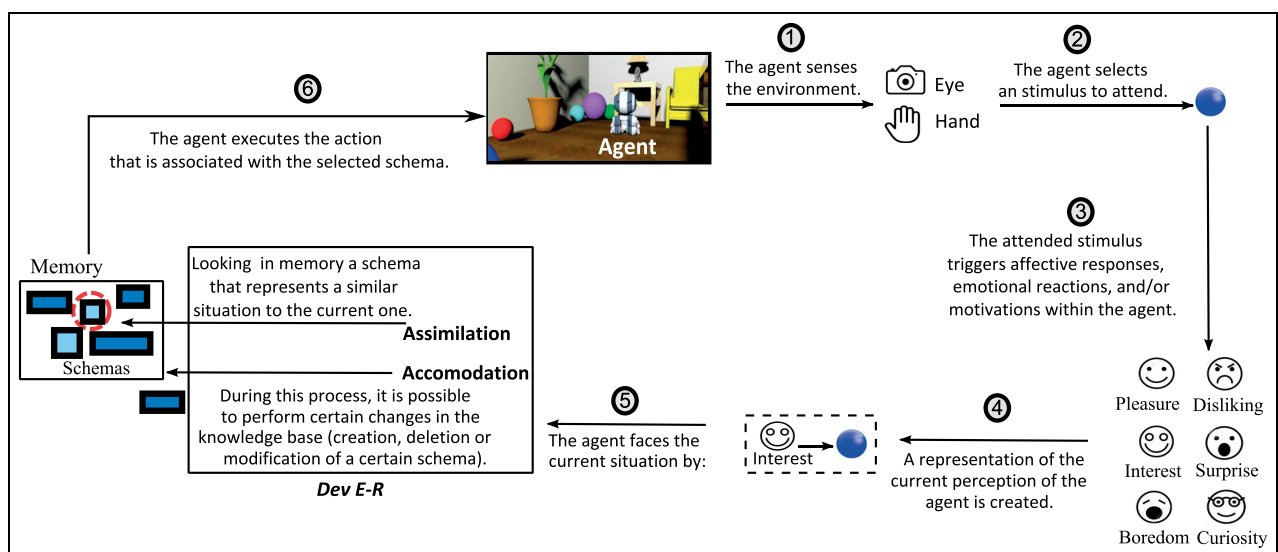 1
The agent senses
the environment.
Eye
Hand
2
The agent selects
an stimulus to attend.
Agent
3
The attended stimulus
triggers affective responses,
emotional reactions, and/or
motivations within the agent.
Pleasure
Disliking
Interest
Surprise
Boredom
Curiosity
4
A representation of the
current perception of the
agent is created.
Interest
5
The agent faces the
current situation by:
Looking in memory a schema
that represents a similar
situation to the current one.
Assimilation
Accomodation
During this process, it is possible
to perform certain changes in the
knowledge base (creation, deletion or
modification of a certain schema).
Dev E-R
Memory
Schemas
6
The agent executes the action
that is associated with the selected schema.